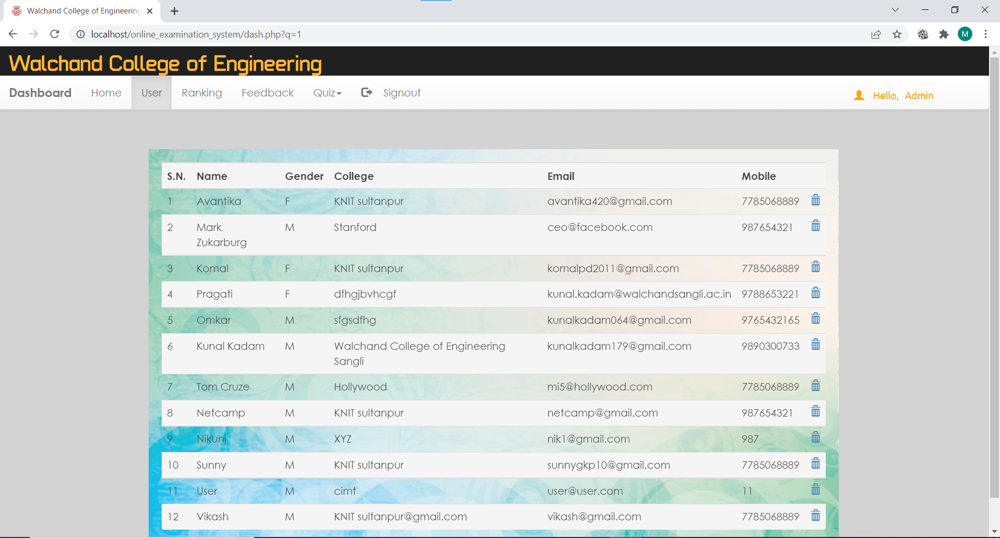 Walchand College of Engineering
localhost/online_examination_system/dash.php?q=1
M
Walchand College of Engineering
Dashboard Home User Ranking Feedback Quiz Signout Hello, Admin
S.N. Name Gender College Email Mobile
1 Avantika F KNIT sultanpur avantika420@gmail.com 7785068889
2 Mark M Stanford ceo@facebook.com 987654321
Zukarburg
3 Komal F KNIT sultanpur komalpd2011@gmail.com 7785068889
4 Pragati F dfhgjbvhcgf kunal.kadam@walchandsangli.ac.in 9788653221
5 Omkar M sfgsdfhg kunalkadam064@gmail.com 9765432165
6 Kunal Kadam M Walchand College of Engineering kunalkadam179@gmail.com 9890300733
Sangli
7 Tom Cruze M Hollywood mi5@hollywood.com 7785068889
8 Netcamp M KNIT sultanpur netcamp@gmail.com 987654321
9 Nikunj M XYZ nik1@gmail.com 987
10 Sunny M KNIT sultanpur sunnygkp10@gmail.com 7785068889
11 User M cimt user@user.com 11
12 Vikash M KNIT sultanpur@gmail.com vikash@gmail.com 7785068889